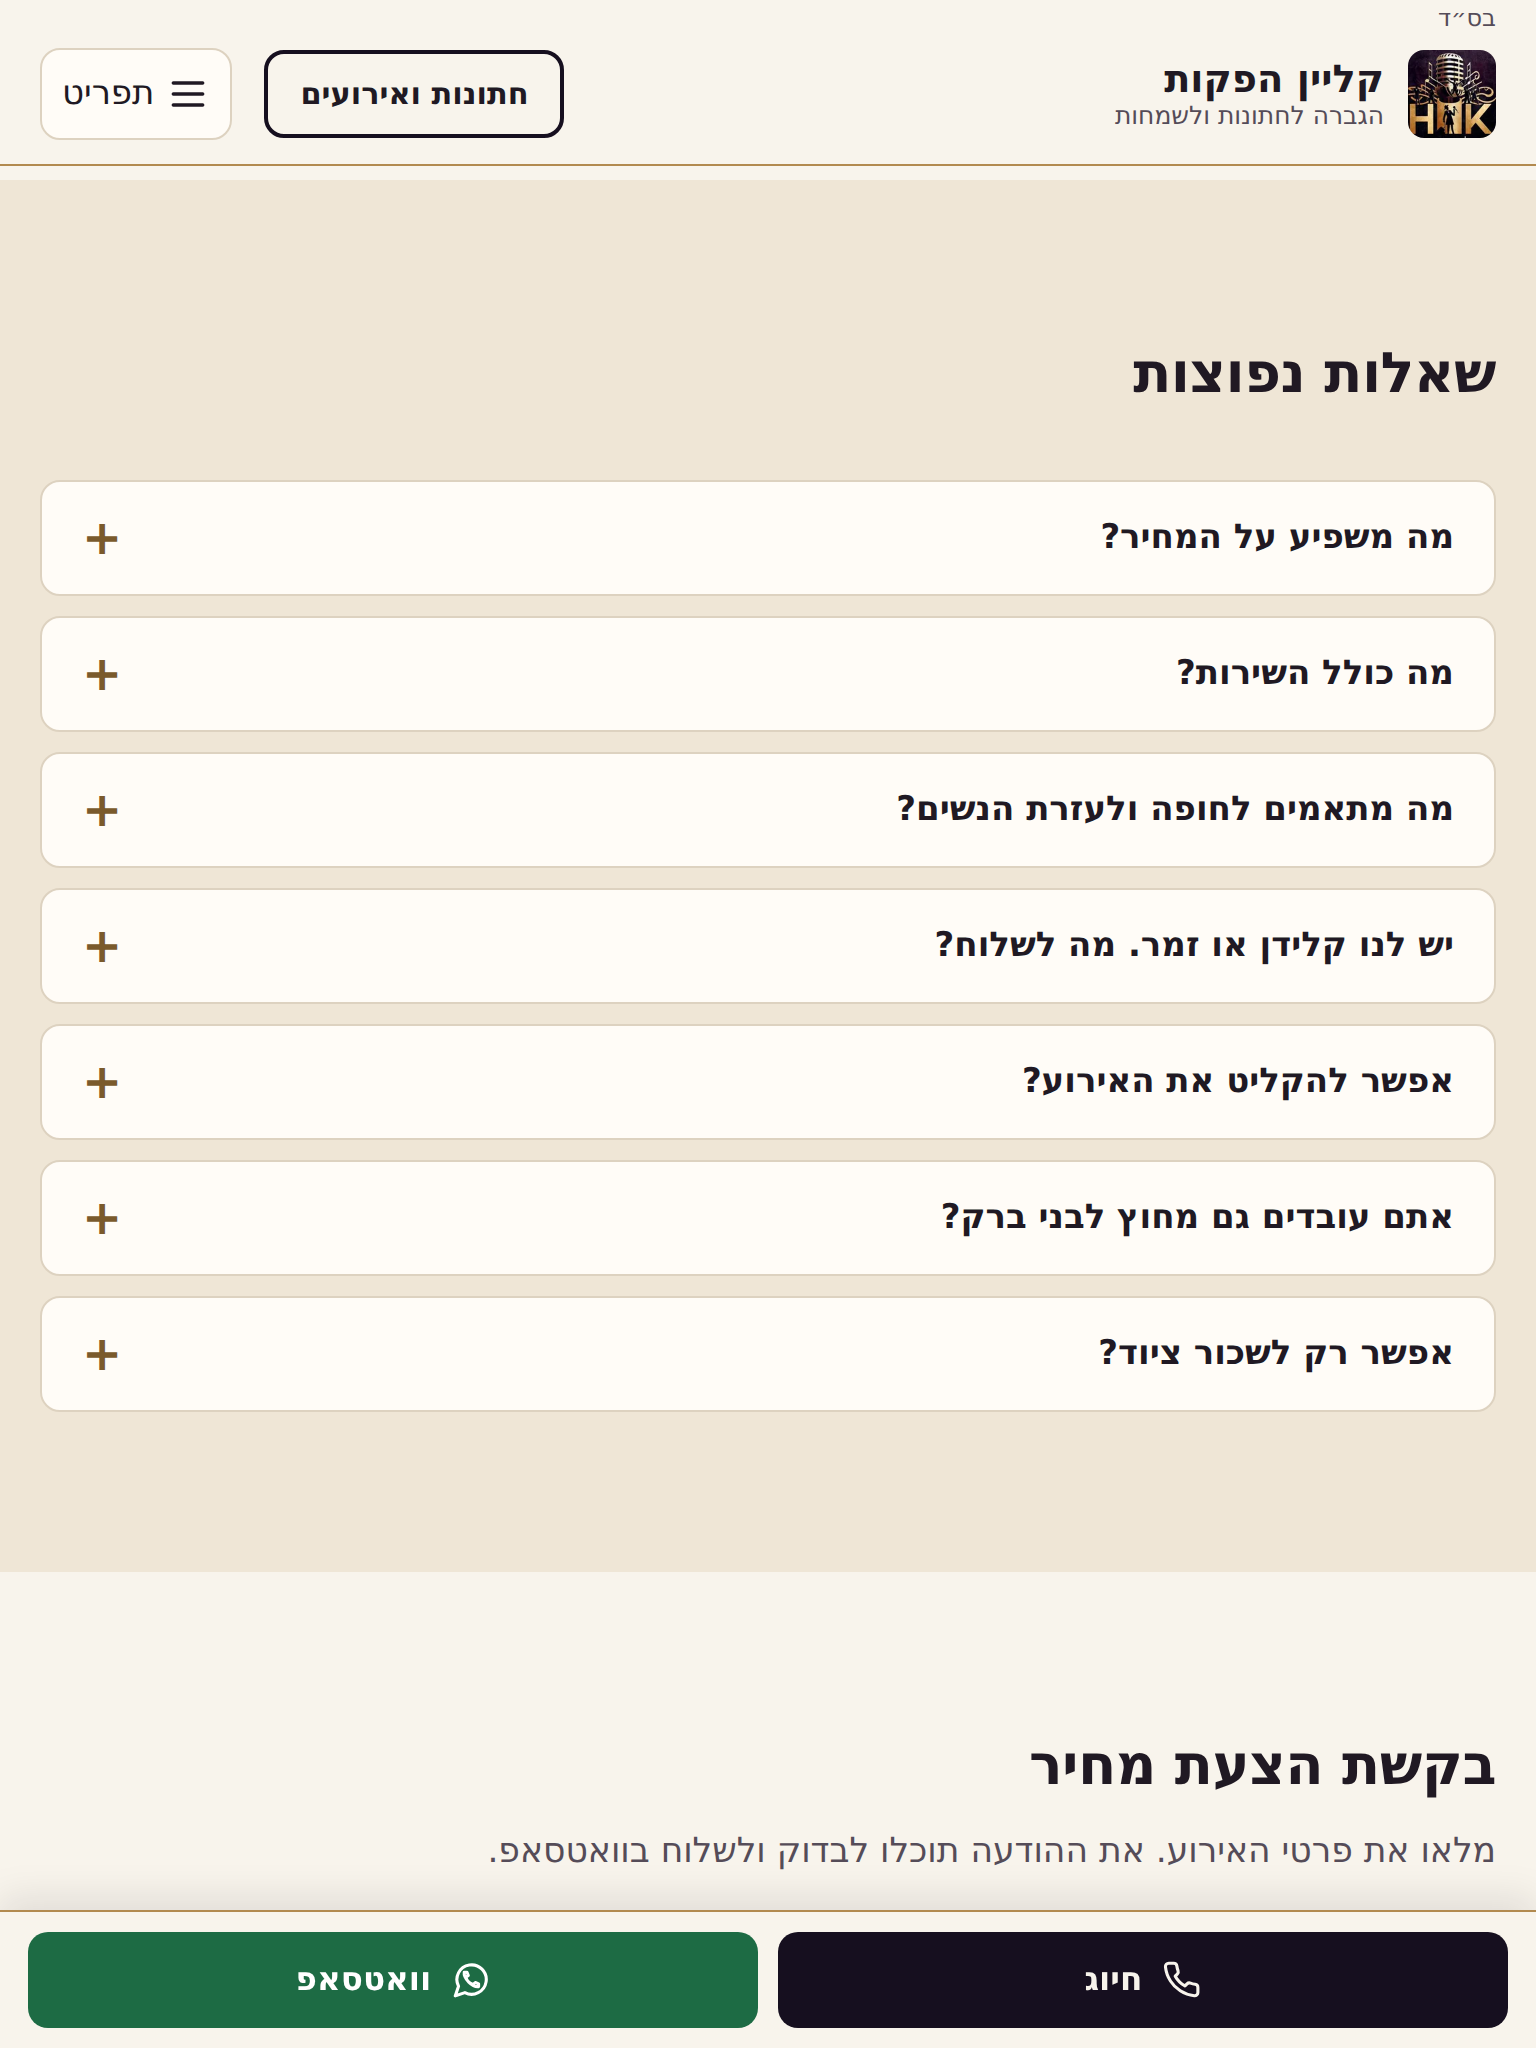 בס״ד
קליין הפקות
הגברה לחתונות ולשמחות
HNK
חתונות ואירועים
תפריט
שאלות נפוצות
מה משפיע על המחיר?
מה כולל השירות?
מה מתאמים לחופה ולעזרת הנשים?
יש לנו קלידן או זמר. מה לשלוח?
אפשר להקליט את האירוע?
אתם עובדים גם מחוץ לבני ברק?
אפשר רק לשכור ציוד?
בקשת הצעת מחיר
מלאו את פרטי האירוע. את ההודעה תוכלו לבדוק ולשלוח בוואטסאפ.
חיוג
וואטסאפ